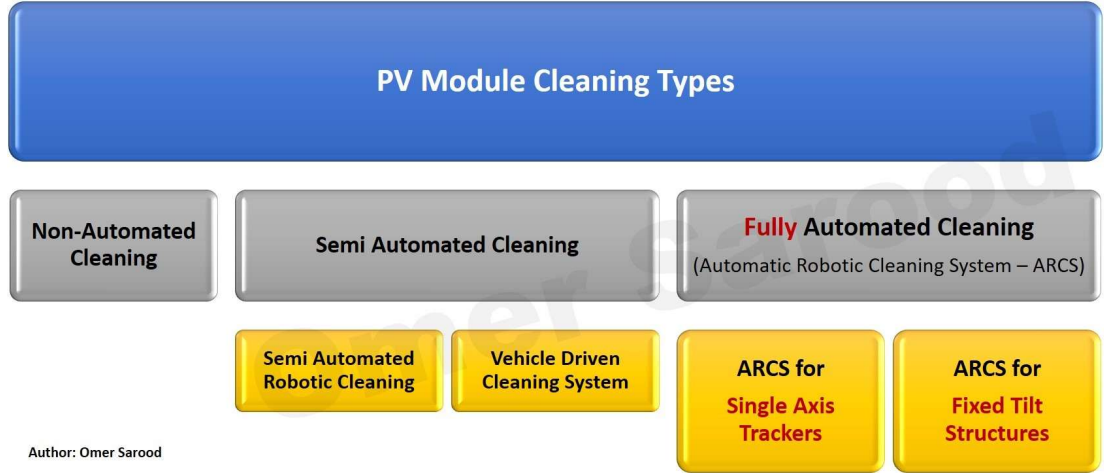 PV Module Cleaning Types
Non-Automated
Cleaning
Semi Automated Cleaning
Fully Automated Cleaning
(Automatic Robotic Cleaning System – ARCS)
Semi Automated
Robotic Cleaning
Vehicle Driven
Cleaning System
ARCS for
Single Axis
Trackers
ARCS for
Fixed Tilt
Structures
Author: Omer Sarood
Omer Sarood